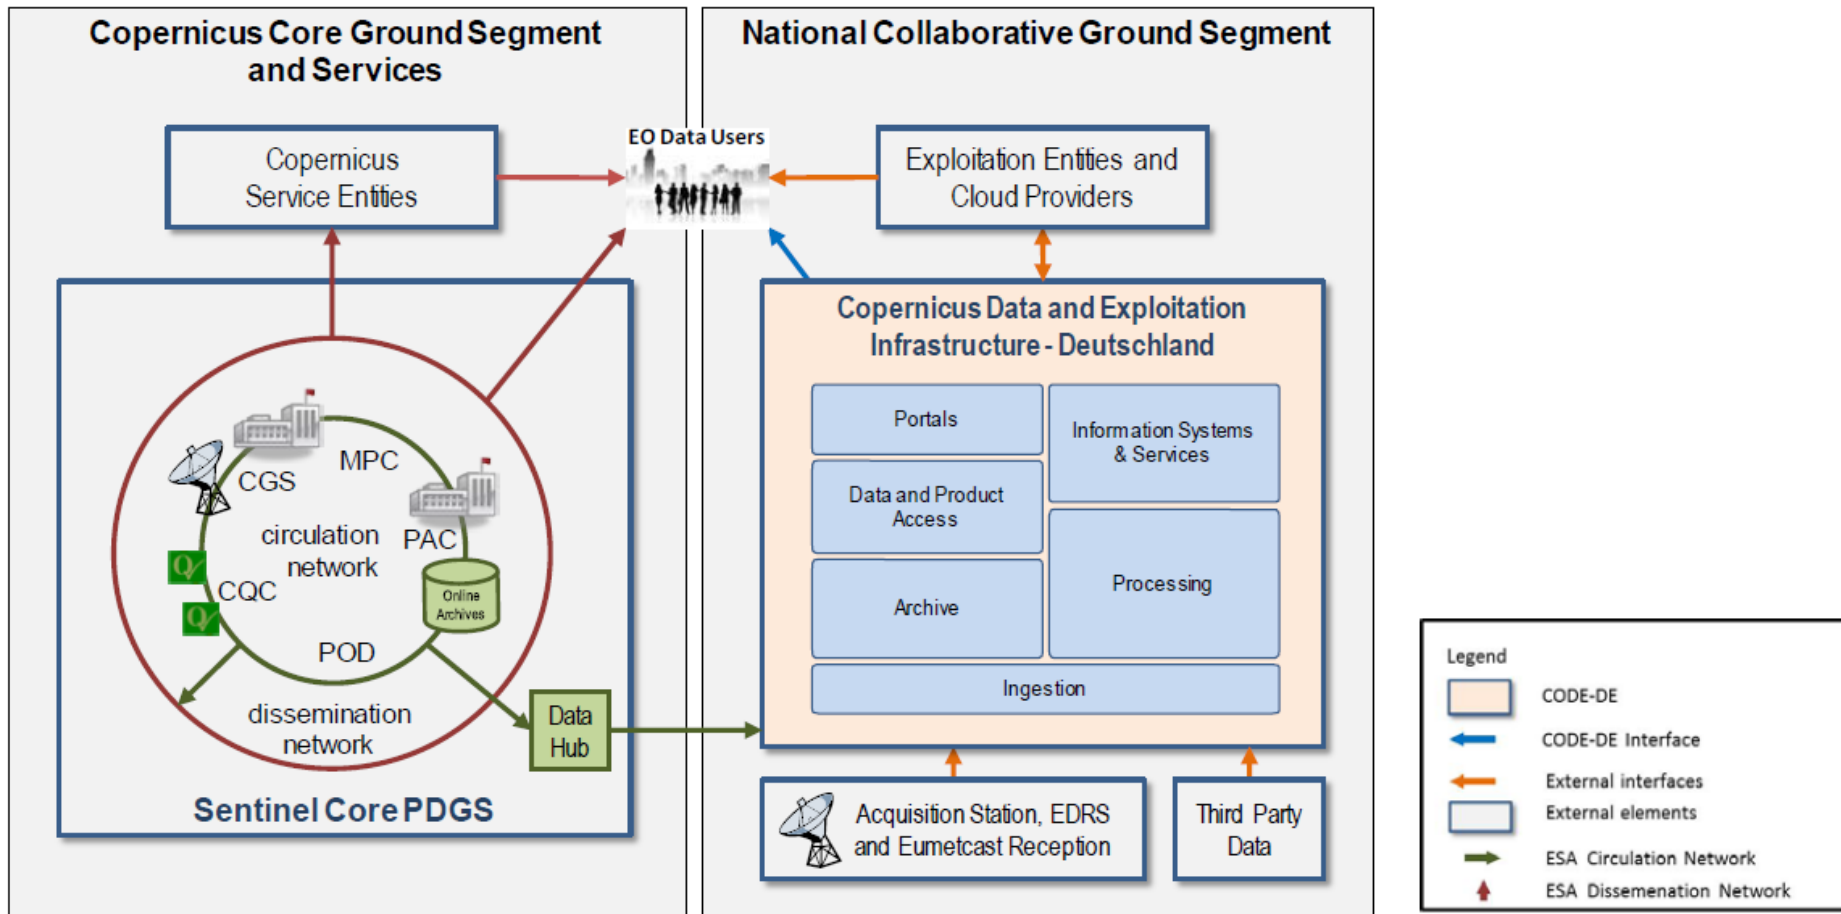 Copernicus Core Ground Segment
and Services
National Collaborative Ground Segment
Copernicus
Service Entities
EO Data Users
Exploitation Entities and
Cloud Providers
Copernicus Data and Exploitation
Infrastructure - Deutschland
Portals
Information Systems
& Services
Data and Product
Access
Archive
Processing
Ingestion
MPC
CGS
circulation
network
PAC
CQC
Online
Archives
POD
dissemination
network
Data
Hub
Sentinel Core PDGS
Acquisition Station, EDRS
and Eumetcast Reception
Third Party
Data
Legend
CODE-DE
CODE-DE Interface
External interfaces
External elements
ESA Circulation Network
ESA Dissemenation Network